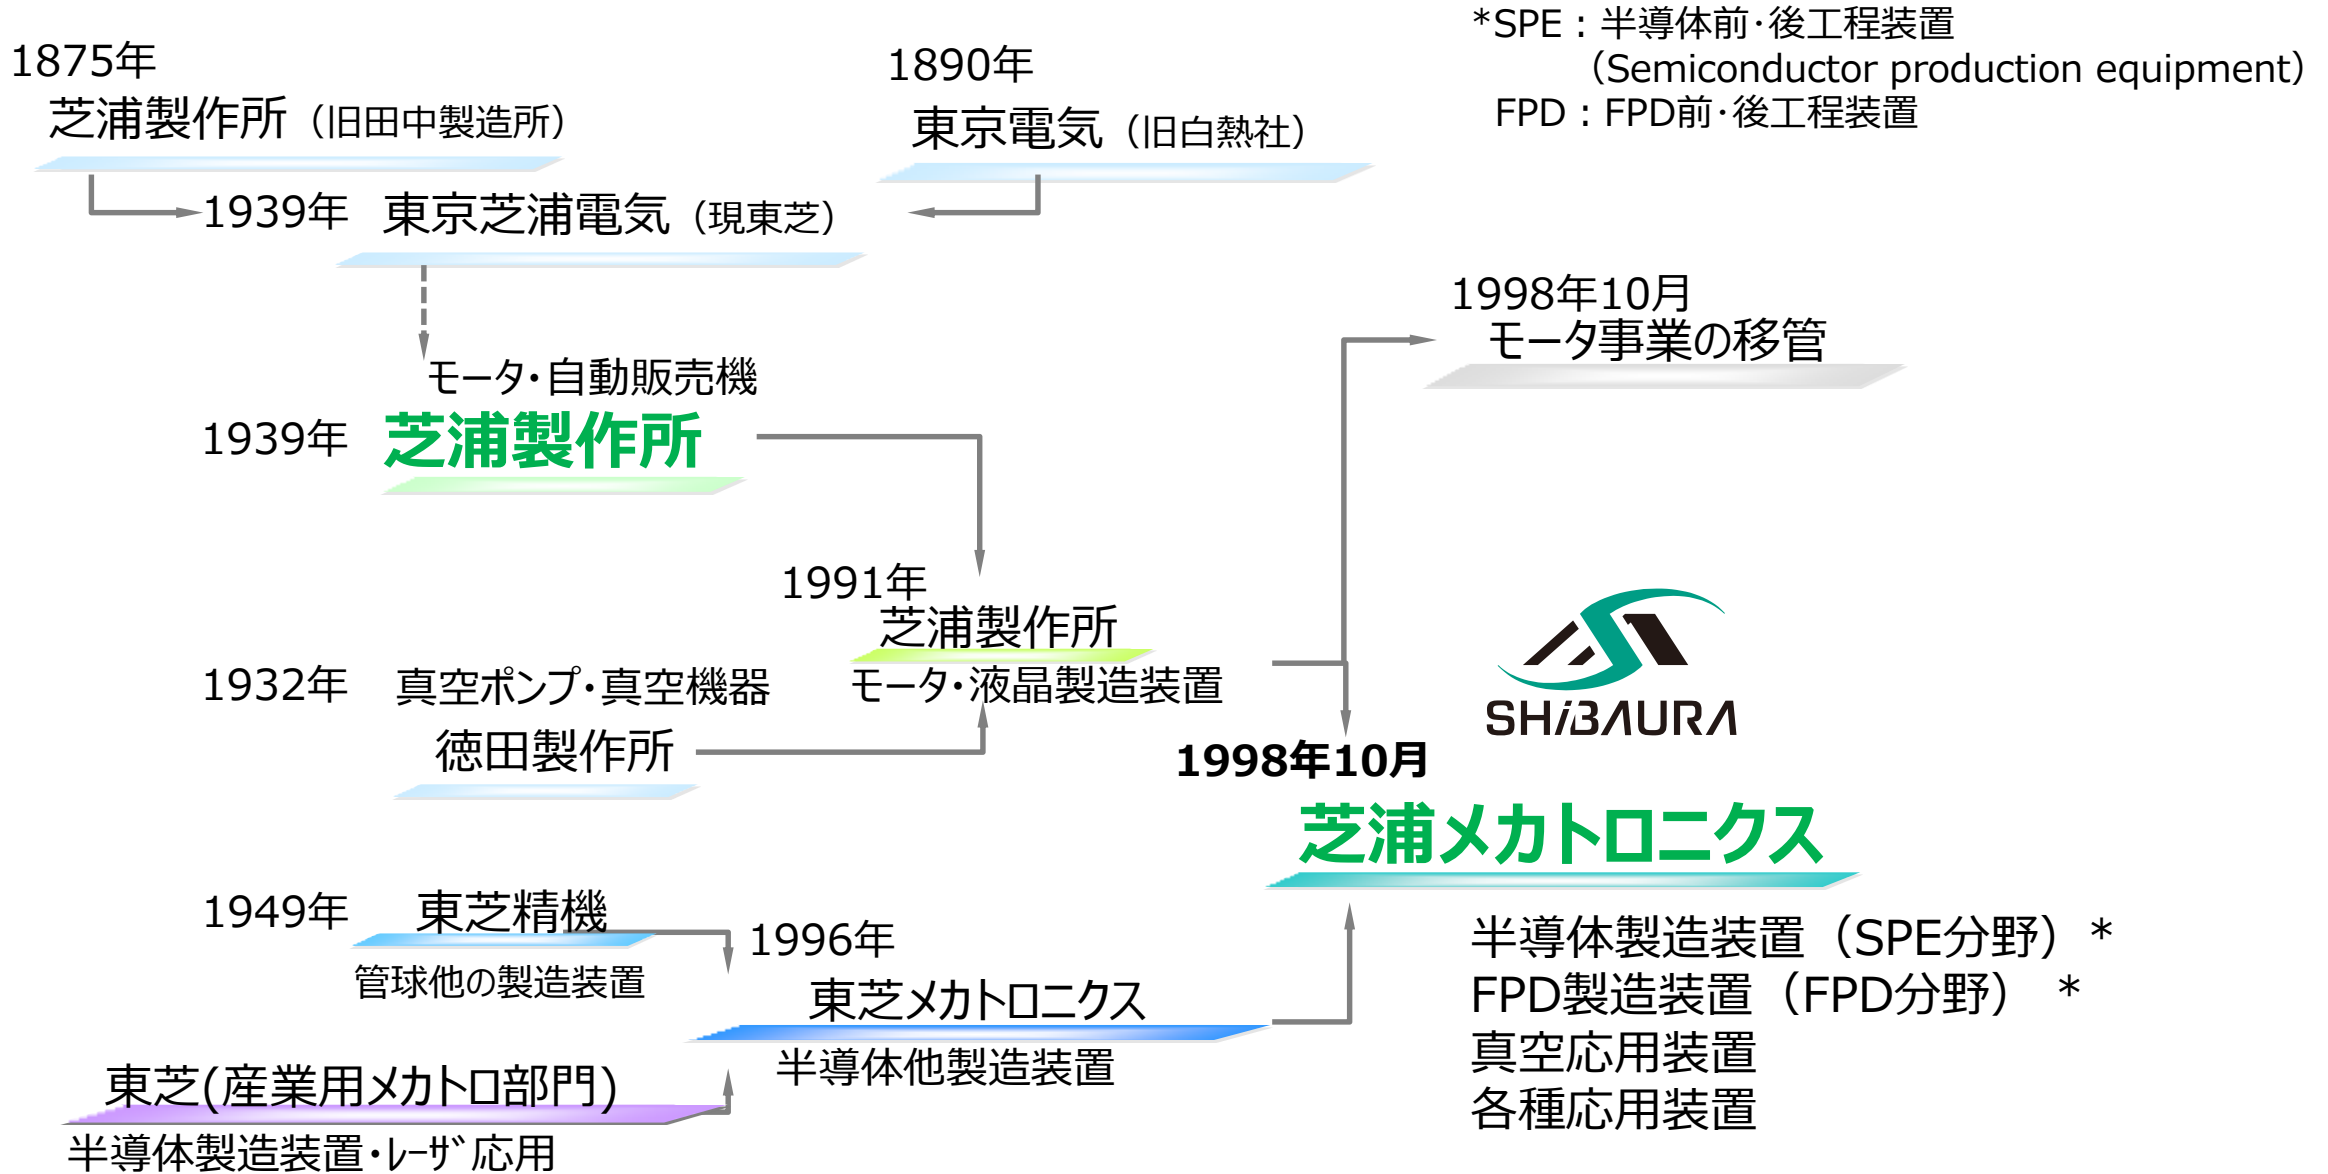 *SPE：半導体前・後工程装置
（Semiconductor production equipment）
FPD：FPD前・後工程装置
1875年
芝浦製作所（旧田中製造所）
1890年
東京電気（旧白熱社）
1939年 東京芝浦電気（現東芝）
1998年10月
モータ事業の移管
モータ・自動販売機
1939年 芝浦製作所
1991年
芝浦製作所
モータ・液晶製造装置
1932年 真空ポンプ・真空機器
徳田製作所
SHiBAURA
1998年10月
芝浦メカトロニクス
1949年 東芝精機
管球他の製造装置
1996年
東芝メカトロニクス
半導体他製造装置
東芝(産業用メカトロ部門)
半導体製造装置・ﾚｰｻﾞ応用
半導体製造装置（SPE分野）*
FPD製造装置（FPD分野） *
真空応用装置
各種応用装置